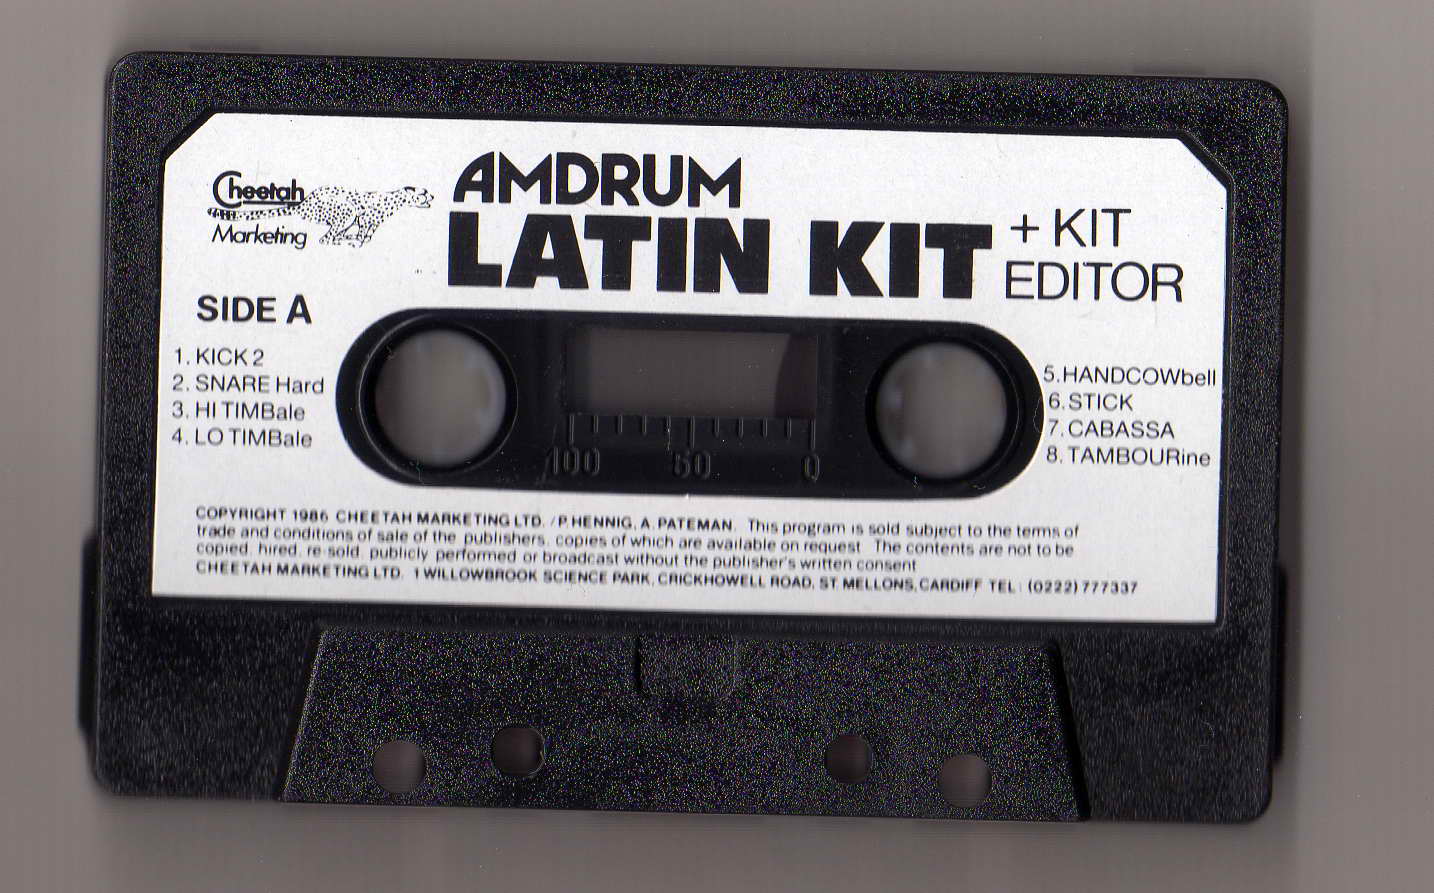 Cheetah
Marketing
AMDRUM
LATIN KIT
+ KIT
EDITOR
SIDE A
1. KICK 2
2. SNARE Hard
3. HI TIMBale
4. LO TIMBale
5. HANDCOWbell
6. STICK
7. CABASSA
8. TAMBOURine
100 50 0
COPYRIGHT 1986 CHEETAH MARKETING LTD. /P. HENNIG, A. PATEMAN. This program is sold subject to the terms of
trade and conditions of sale of the publishers, copies of which are available on request. The contents are not to be
copied, hired, re-sold, publicly performed or broadcast without the publisher's written consent
CHEETAH MARKETING LTD. 1 WILLOWBROOK SCIENCE PARK, CRICKHOWELL ROAD, ST. MELLONS, CARDIFF TEL: (0222) 777337